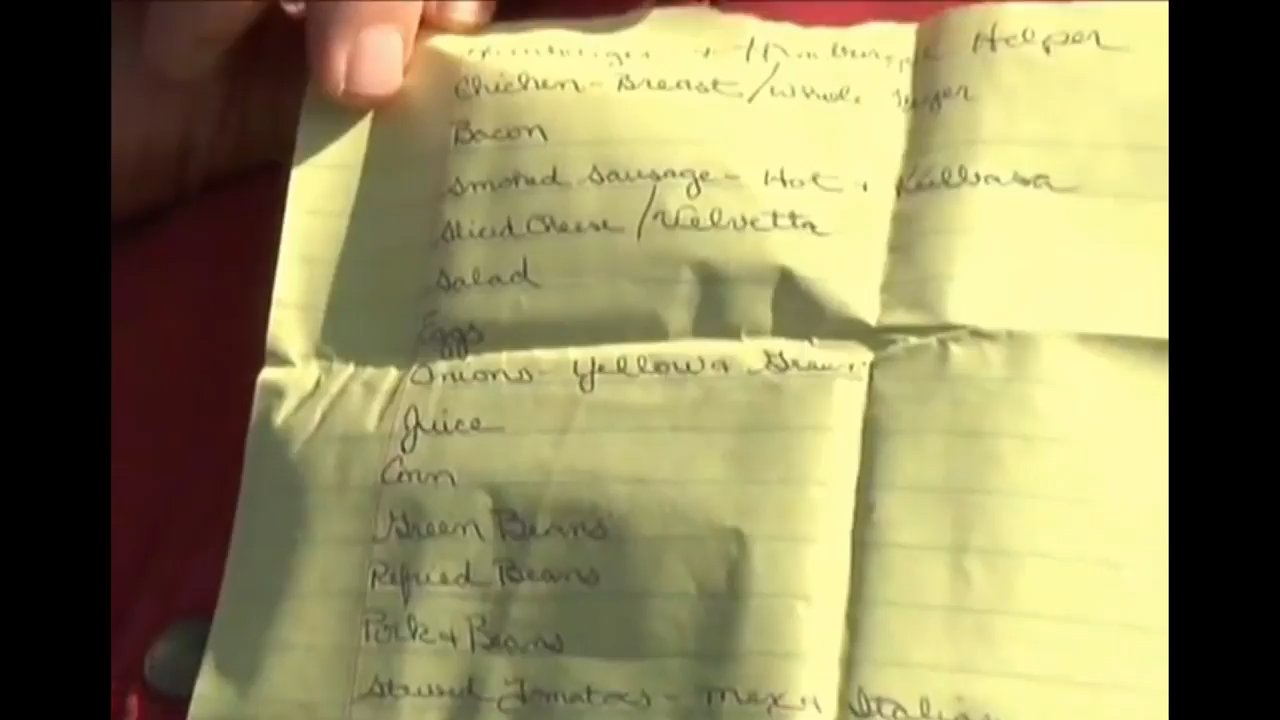 Hamburger + Hamburger Helper
Chicken - Breast / Whole
Bacon
Smoked Sausage - Hot + Kielbasa
Sliced Cheese / Velvetta
Salad
Eggs
Onions - Yellow +
Juice
Corn
Green Beans
Refried Beans
Pork + Beans
Stewed Tomatoes - Mex + Italian